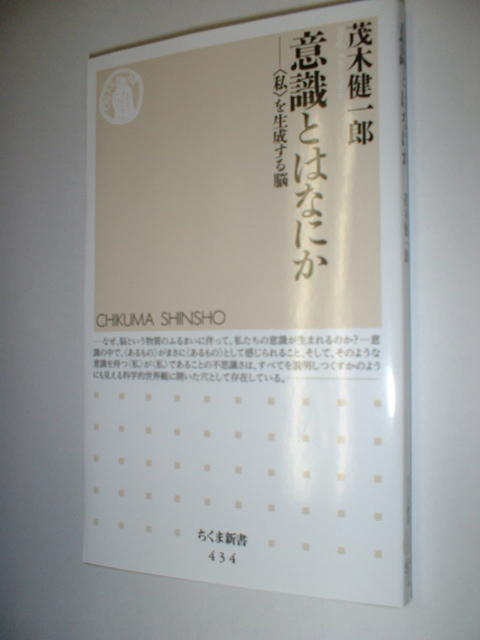 茂木健一郎
意識とはなにか
──〈私〉を生成する脳
CHIKUMA SHINSHO
─なぜ、脳という物質のふるまいに伴って、私たちの意識が生まれるのか?─意
識の中で、〈あるもの〉がまさに〈あるもの〉として感じられること、そして、そのような
意識を持つ〈私〉が〈私〉であることの不思議さは、すべてを説明しつくすかのよう
にも見える科学的世界観に開いた穴として存在している。
ちくま新書
434